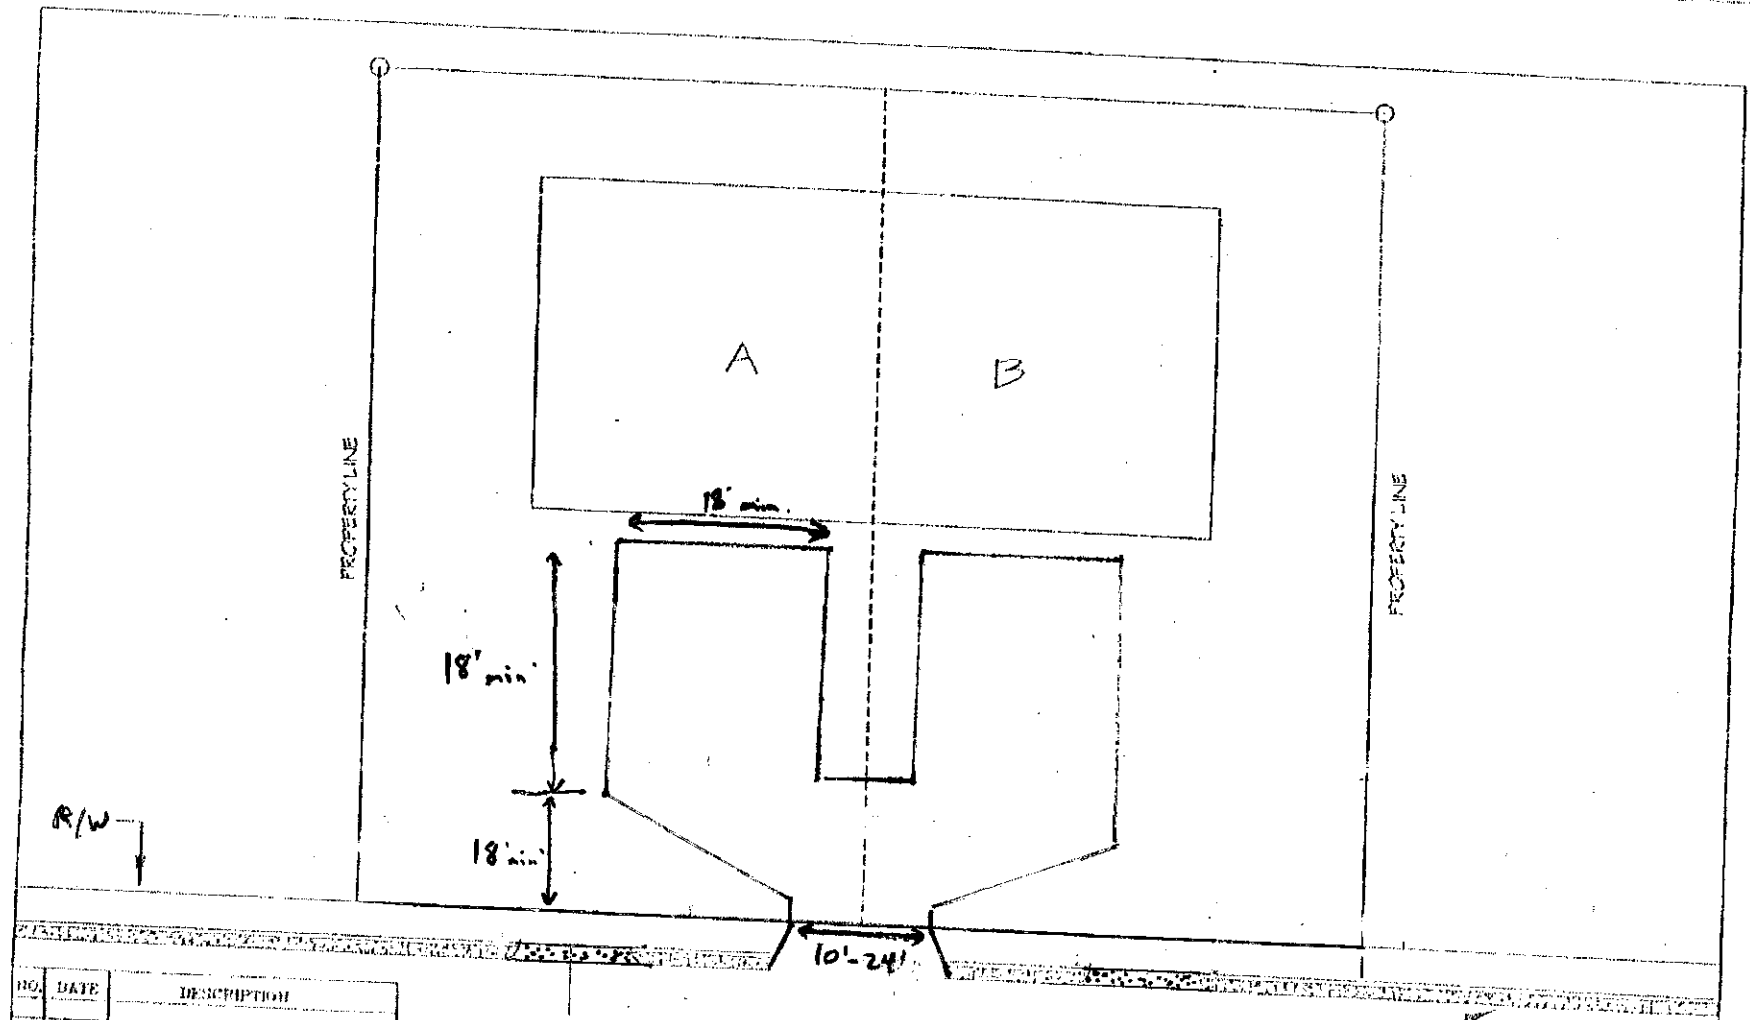 A
B
PROPERTY LINE
PROPERTY LINE
18' min.
18' min.
R/W
18' min.
10'-24'
NO. DATE DESCRIPTION